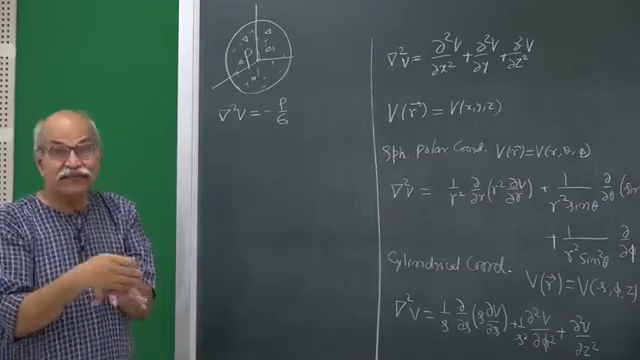 ρ
∇²V = - ρ/ε₀
∇²V = ∂²V/∂x² + ∂²V/∂y + ∂²V/∂z²
V(r⃗) = V(x, y, z)
Sph. Polar Coord. V(r⃗) = V(r, θ, φ)
∇²V = 1/r² ∂/∂r (r² ∂V/∂r) + 1/r² sinθ ∂/∂θ (
+ 1/r² sin²θ ∂/∂φ
Cylindrical Coord. V(r⃗) = V(s, φ, z)
∇²V = 1/s ∂/∂s (s ∂V/∂s) + 1/s² ∂²V/∂φ² + ∂²V/∂z²